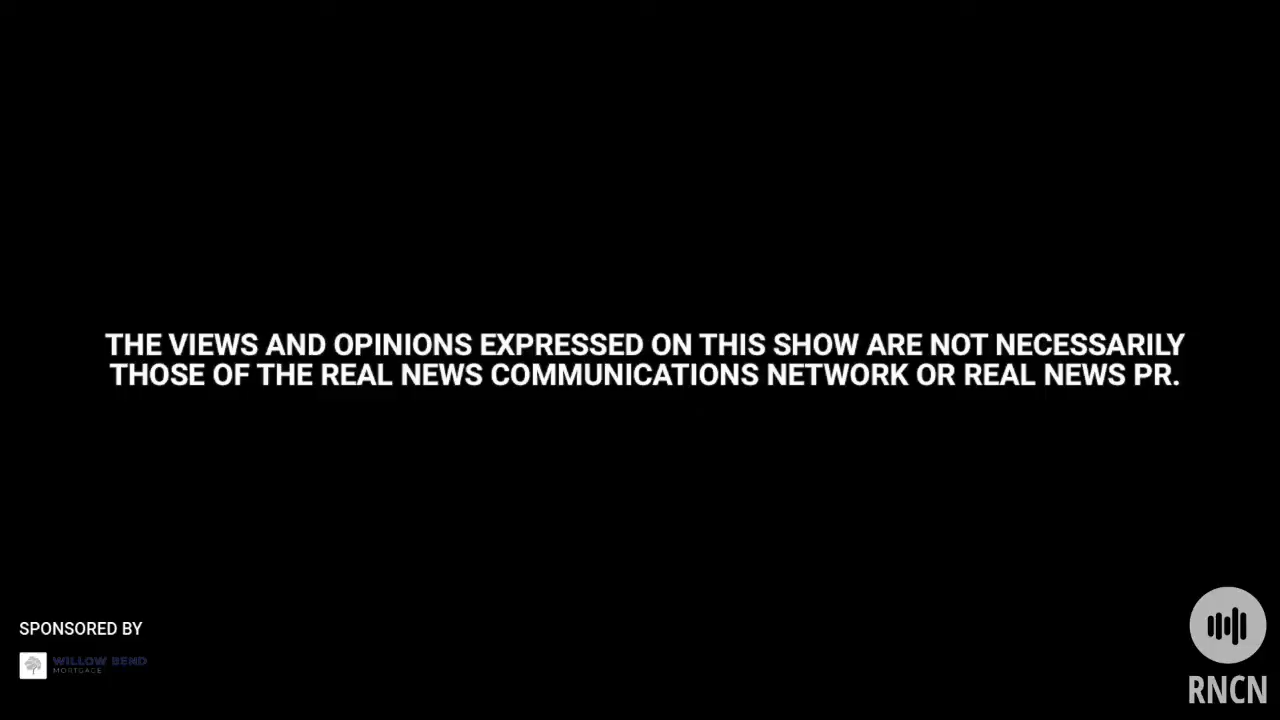 THE VIEWS AND OPINIONS EXPRESSED ON THIS SHOW ARE NOT NECESSARILY
THOSE OF THE REAL NEWS COMMUNICATIONS NETWORK OR REAL NEWS PR.
SPONSORED BY
WILLOW BEND
MORTGAGE
RNCN